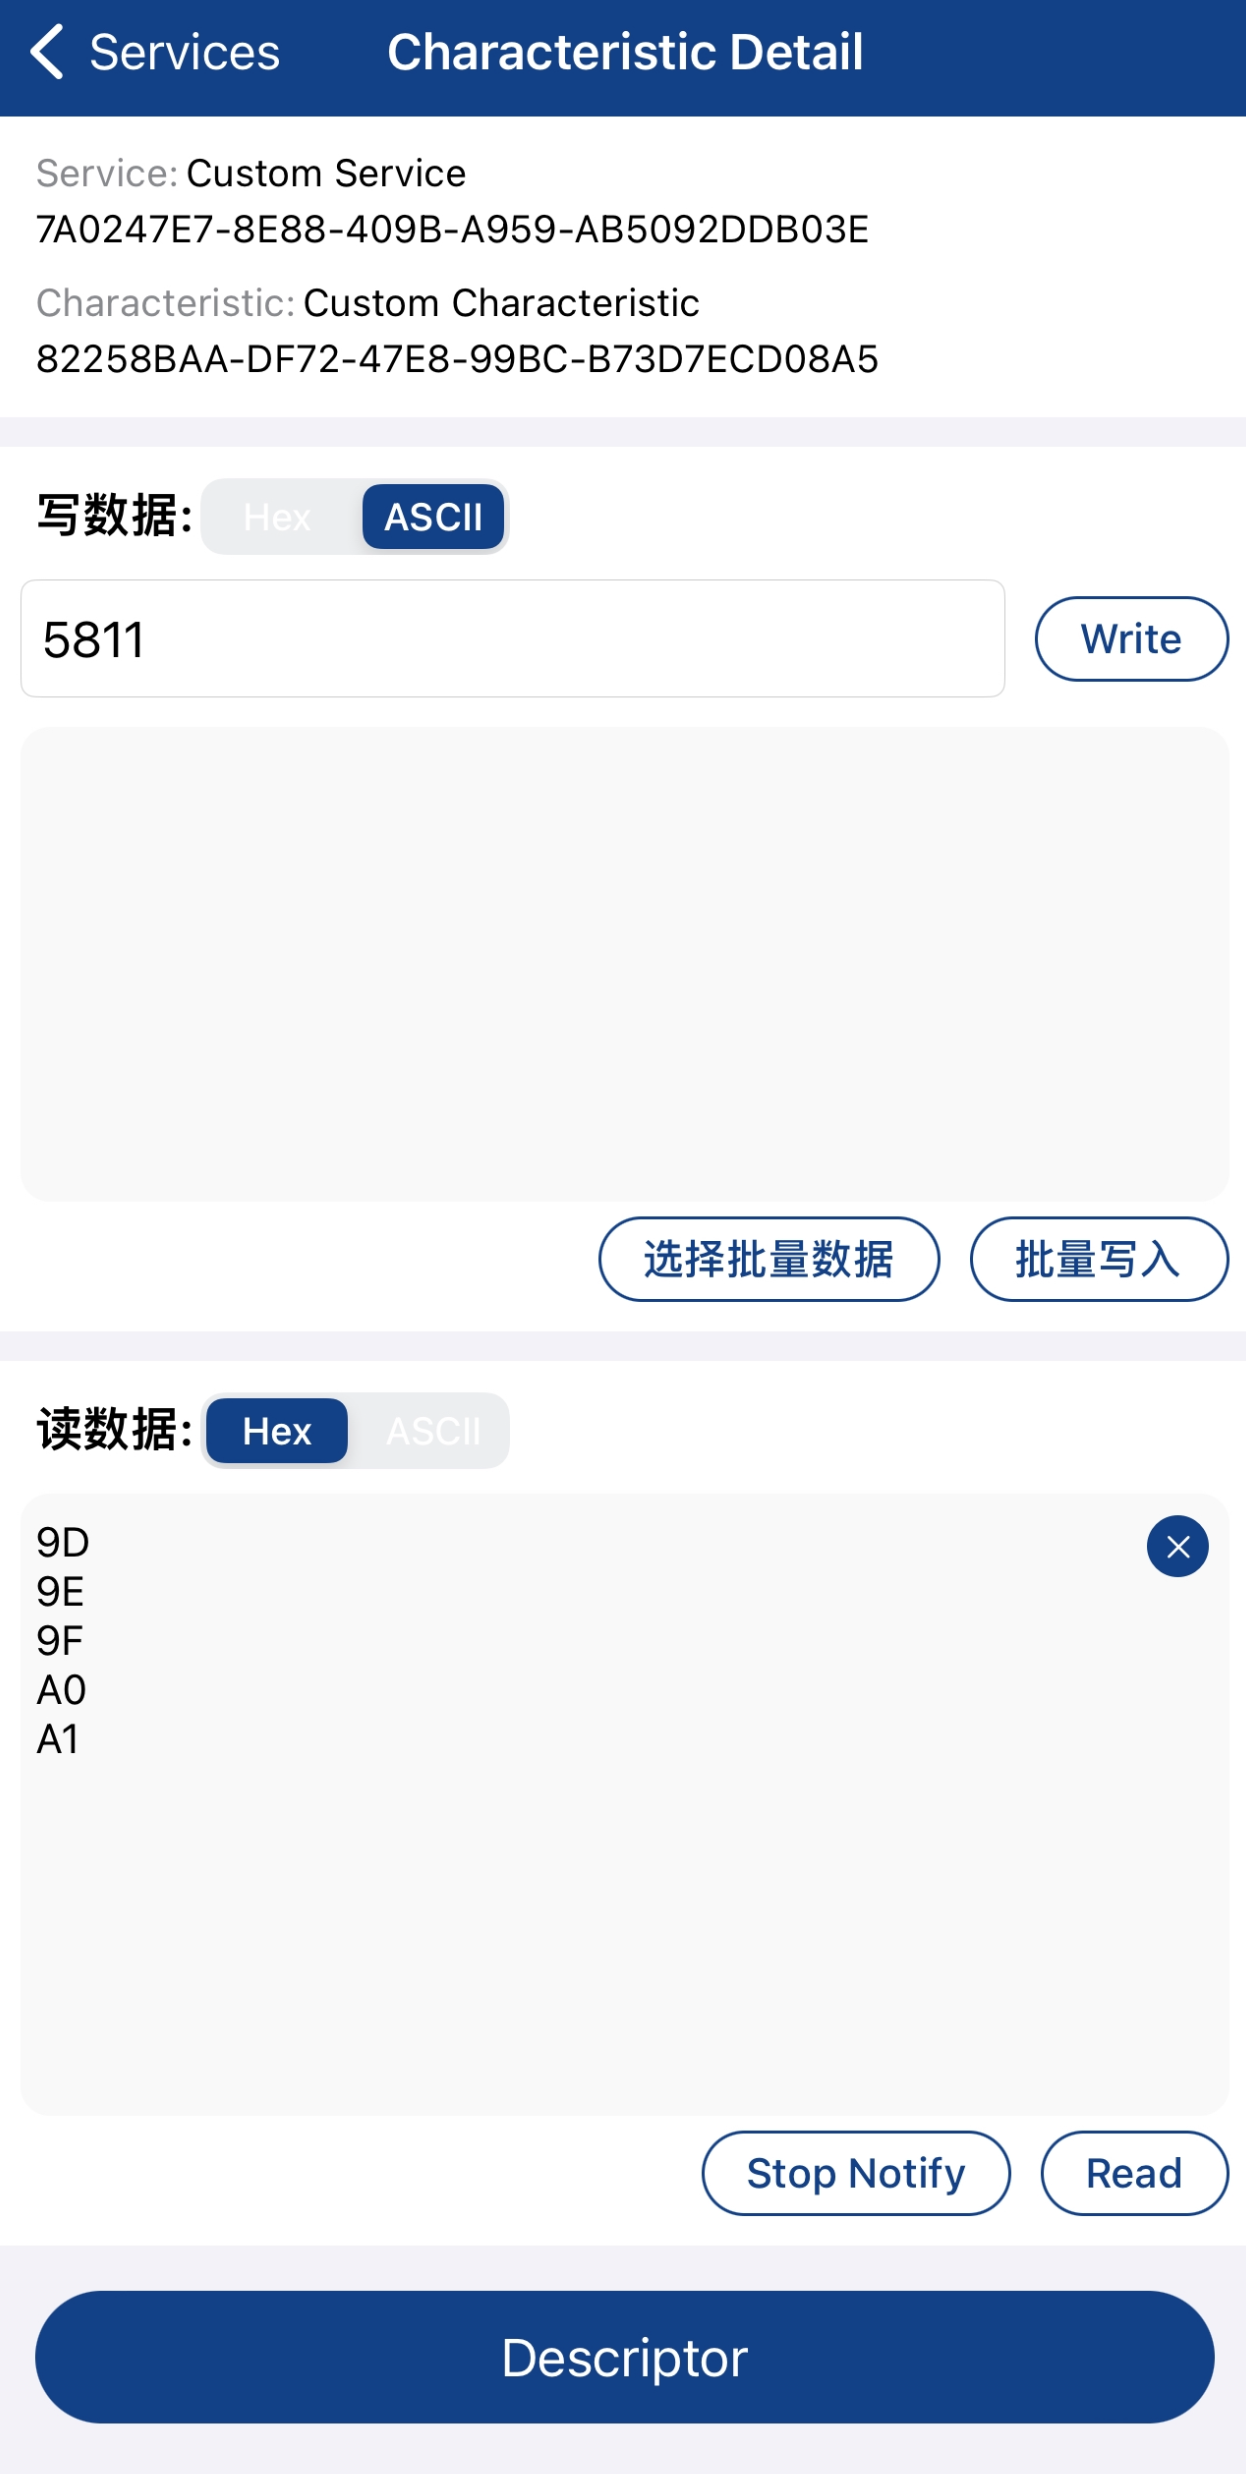 Services
Characteristic Detail
Service: Custom Service
7A0247E7-8E88-409B-A959-AB5092DDB03E
Characteristic: Custom Characteristic
82258BAA-DF72-47E8-99BC-B73D7ECD08A5
写数据: Hex ASCII
5811
Write
选择批量数据 批量写入
读数据: Hex ASCII
9D
9E
9F
A0
A1
Stop Notify Read
Descriptor